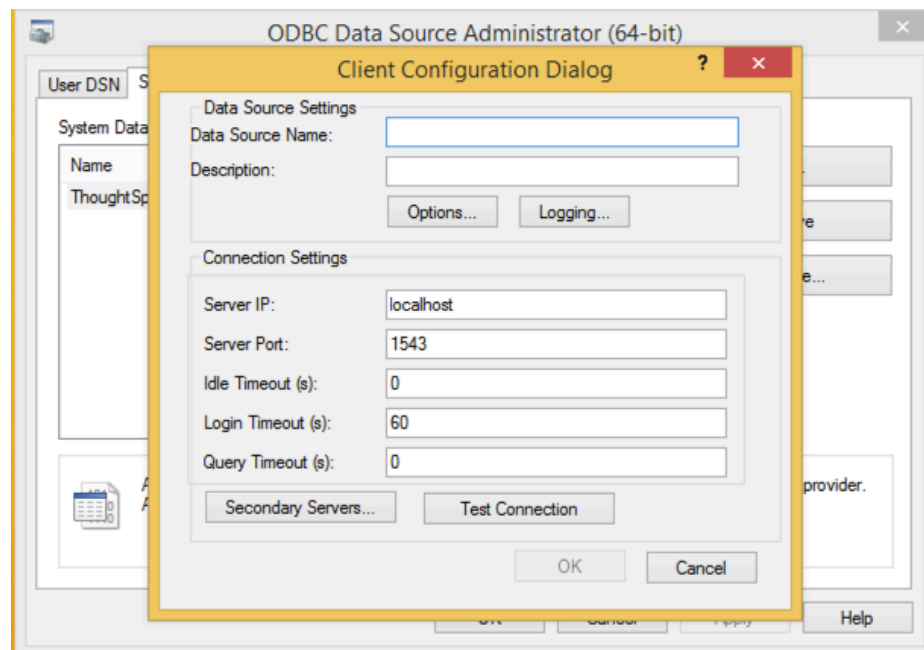 ODBC Data Source Administrator (64-bit)
Client Configuration Dialog ?
User DSN S
Data Source Settings
Data Source Name:
System Data
Name
Description:
ThoughtSp
Options... Logging...
Connection Settings
Server IP: localhost
Server Port: 1543
Idle Timeout (s): 0
Login Timeout (s): 60
Query Timeout (s): 0
provider.
Secondary Servers... Test Connection
OK Cancel
Help